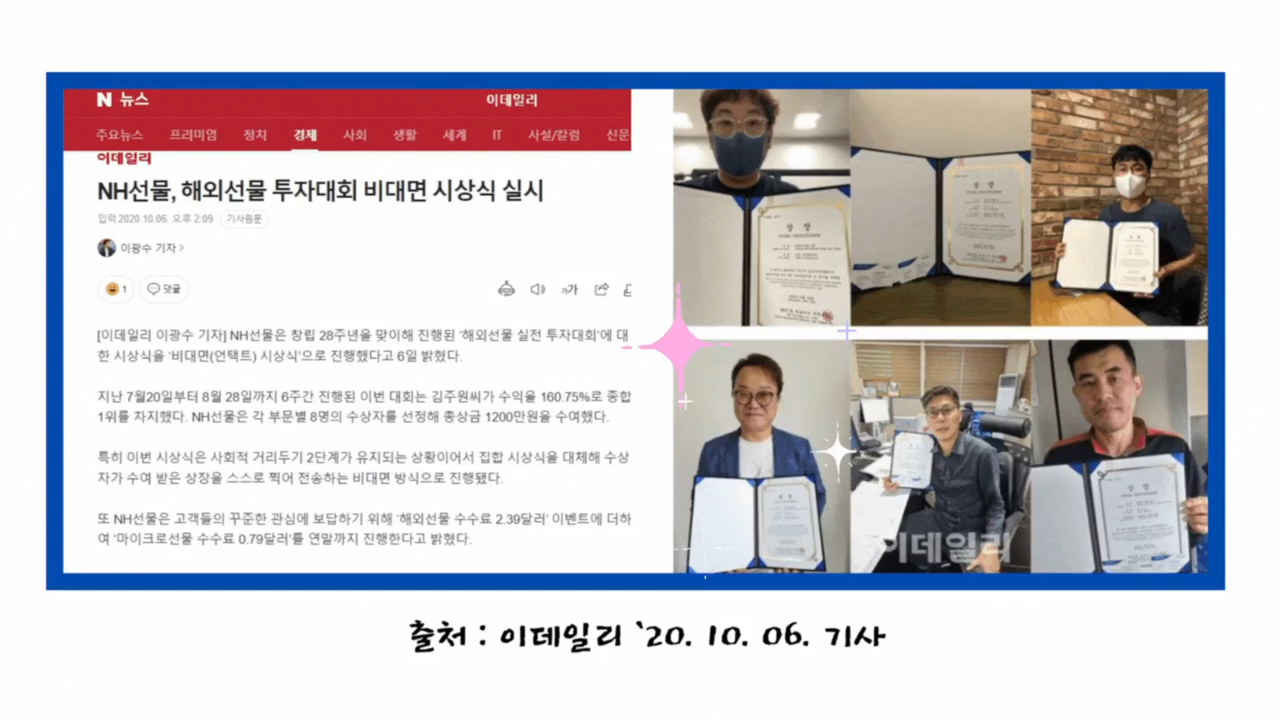 N 뉴스
이데일리
주요뉴스 프리미엄 정치 경제 사회 생활 세계 IT 사설/칼럼 신문
이데일리
NH선물, 해외선물 투자대회 비대면 시상식 실시
입력 2020.10.06. 오후 2:09 기사원문
이광수 기자
1 댓글
가가
[이데일리 이광수 기자] NH선물은 창립 28주년을 맞이해 진행된 '해외선물 실전 투자대회'에 대
한 시상식을 '비대면(언택트) 시상식'으로 진행했다고 6일 밝혔다.
지난 7월20일부터 8월 28일까지 6주간 진행된 이번 대회는 김주원씨가 수익율 160.75%로 종합
1위를 차지했다. NH선물은 각 부문별 8명의 수상자를 선정해 총상금 1200만원을 수여했다.
특히 이번 시상식은 사회적 거리두기 2단계가 유지되는 상황이어서 집합 시상식을 대체해 수상
자가 수여 받은 상장을 스스로 찍어 전송하는 비대면 방식으로 진행됐다.
또 NH선물은 고객들의 꾸준한 관심에 보답하기 위해 '해외선물 수수료 2.39달러' 이벤트에 더하
여 '마이크로선물 수수료 0.79달러'를 연말까지 진행한다고 밝혔다.
상 장
상 장
상 장
상 장
상 장
상 장
이데일리
출처 : 이데일리 '20. 10. 06. 기사